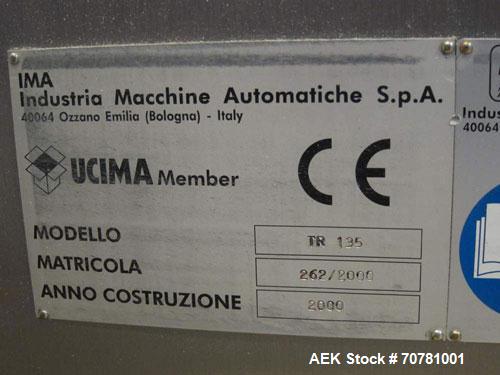 IMA
Industria Macchine Automatiche S.p.A.
40064 Ozzano Emilia (Bologna) - Italy
UCIMA Member
CE
MODELLO TR 135
MATRICOLA 262/2000
ANNO COSTRUZIONE 2000
Indus
40064
AEK Stock # 70781001